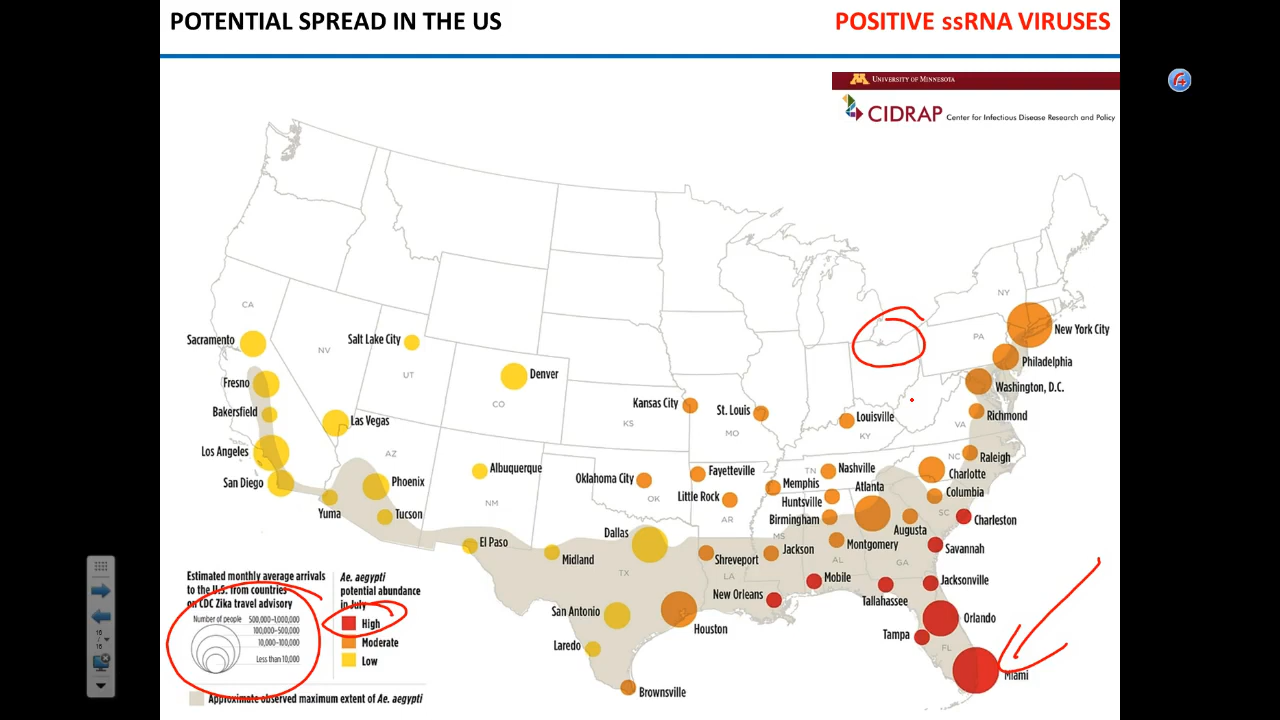 POTENTIAL SPREAD IN THE US
POSITIVE ssRNA VIRUSES
M UNIVERSITY OF MINNESOTA
CIDRAP Center for Infectious Disease Research and Policy
CA
NV
UT
AZ
CO
NM
KS
OK
TX
MO
AR
LA
MS
TN
KY
AL
GA
FL
SC
NC
VA
PA
NY
Sacramento
Salt Lake City
Denver
Fresno
Bakersfield
Las Vegas
Los Angeles
San Diego
Yuma
Phoenix
Tucson
Albuquerque
El Paso
Midland
Dallas
San Antonio
Laredo
Brownsville
Houston
Kansas City
St. Louis
Louisville
Oklahoma City
Fayetteville
Little Rock
Memphis
Nashville
Huntsville
Birmingham
Atlanta
Shreveport
Jackson
Montgomery
Augusta
New Orleans
Mobile
Tallahassee
Jacksonville
Orlando
Tampa
Miami
Savannah
Charleston
Columbia
Charlotte
Raleigh
Richmond
Washington, D.C.
Philadelphia
New York City
Estimated monthly average arrivals
to the U.S. from countries
on CDC Zika travel advisory
Number of people
500,000–1,000,000
100,000–500,000
10,000–100,000
Less than 10,000
Ae. aegypti
potential abundance
in July
High
Moderate
Low
Approximate observed maximum extent of Ae. aegypti
16
/
16